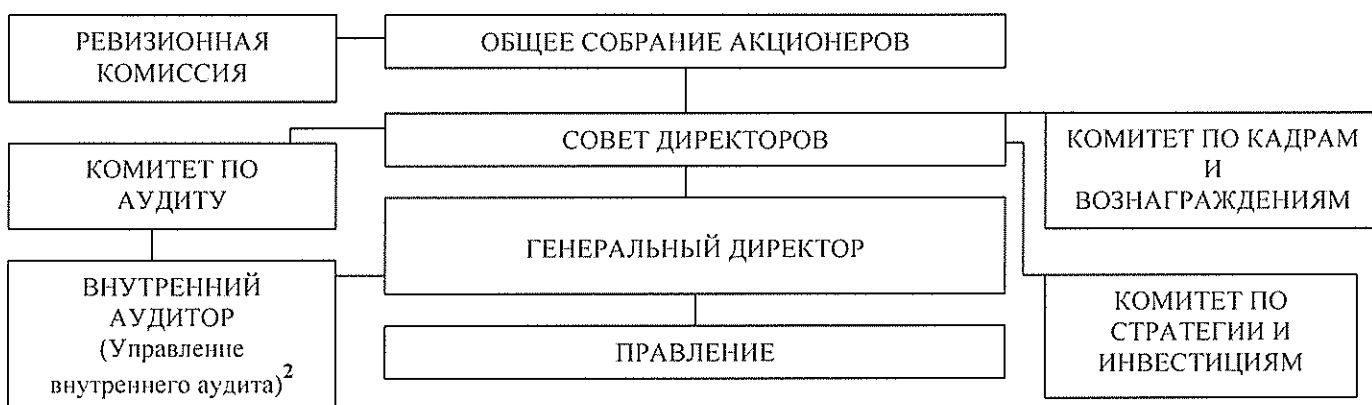 РЕВИЗИОННАЯ
КОМИССИЯ
ОБЩЕЕ СОБРАНИЕ АКЦИОНЕРОВ
СОВЕТ ДИРЕКТОРОВ
КОМИТЕТ ПО КАДРАМ
И
ВОЗНАГРАЖДЕНИЯМ
КОМИТЕТ ПО
АУДИТУ
ГЕНЕРАЛЬНЫЙ ДИРЕКТОР
ВНУТРЕННИЙ
АУДИТОР
(Управление
внутреннего аудита)²
ПРАВЛЕНИЕ
КОМИТЕТ ПО
СТРАТЕГИИ И
ИНВЕСТИЦИЯМ